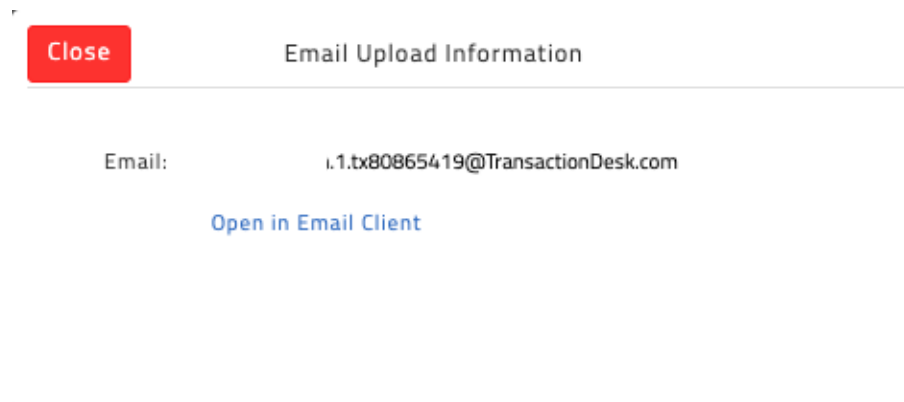 Close
Email Upload Information
Email: .1.tx80865419@TransactionDesk.com
Open in Email Client